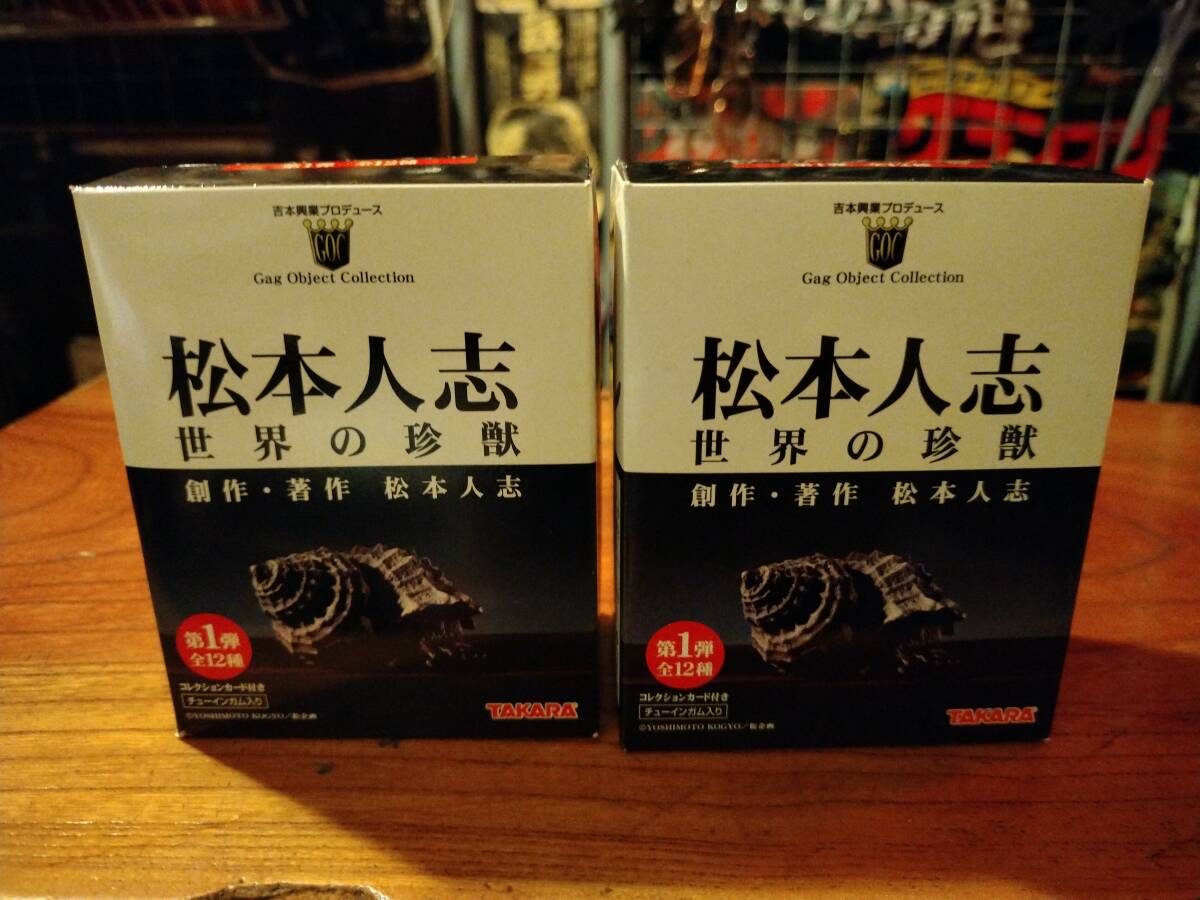 吉本興業プロデュース
GOC
Gag Object Collection
松本人志
世界の珍獣
創作・著作 松本人志
第1弾
全12種
コレクションカード付き
チューインガム入り
TAKARA
©YOSHIMOTO KOGYO/松企画
吉本興業プロデュース
GOC
Gag Object Collection
松本人志
世界の珍獣
創作・著作 松本人志
第1弾
全12種
コレクションカード付き
チューインガム入り
TAKARA
©YOSHIMOTO KOGYO/松企画